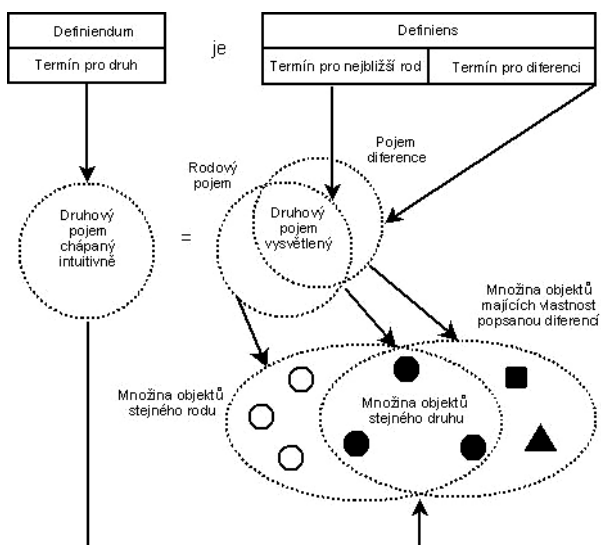 Definiendum
Termín pro druh
je
Definiens
Termín pro nejbližší rod
Termín pro diferenci
Pojem
diference
Rodový
pojem
Druhový
pojem
chápaný
intuitivně
=
Druhový
pojem
vysvětlený
Množina objektů
majících vlastnost
popsanou diferencí
Množina objektů
stejného rodu
Množina objektů
stejného druhu